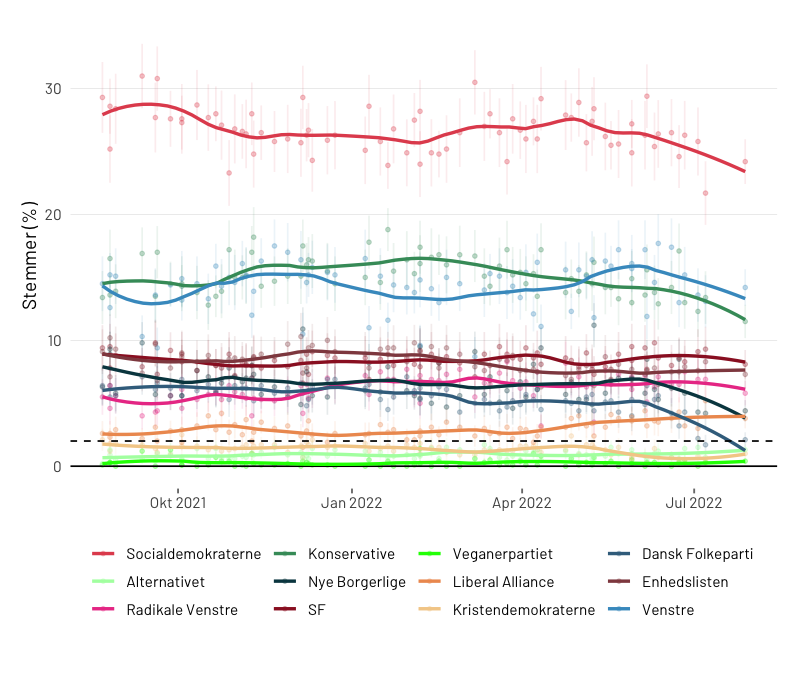 Stemmer(%)
30
20
10
0
Okt 2021
Jan 2022
Apr 2022
Jul 2022
Socialdemokraterne
Konservative
Veganerpartiet
Dansk Folkeparti
Alternativet
Nye Borgerlige
Liberal Alliance
Enhedslisten
Radikale Venstre
SF
Kristendemokraterne
Venstre